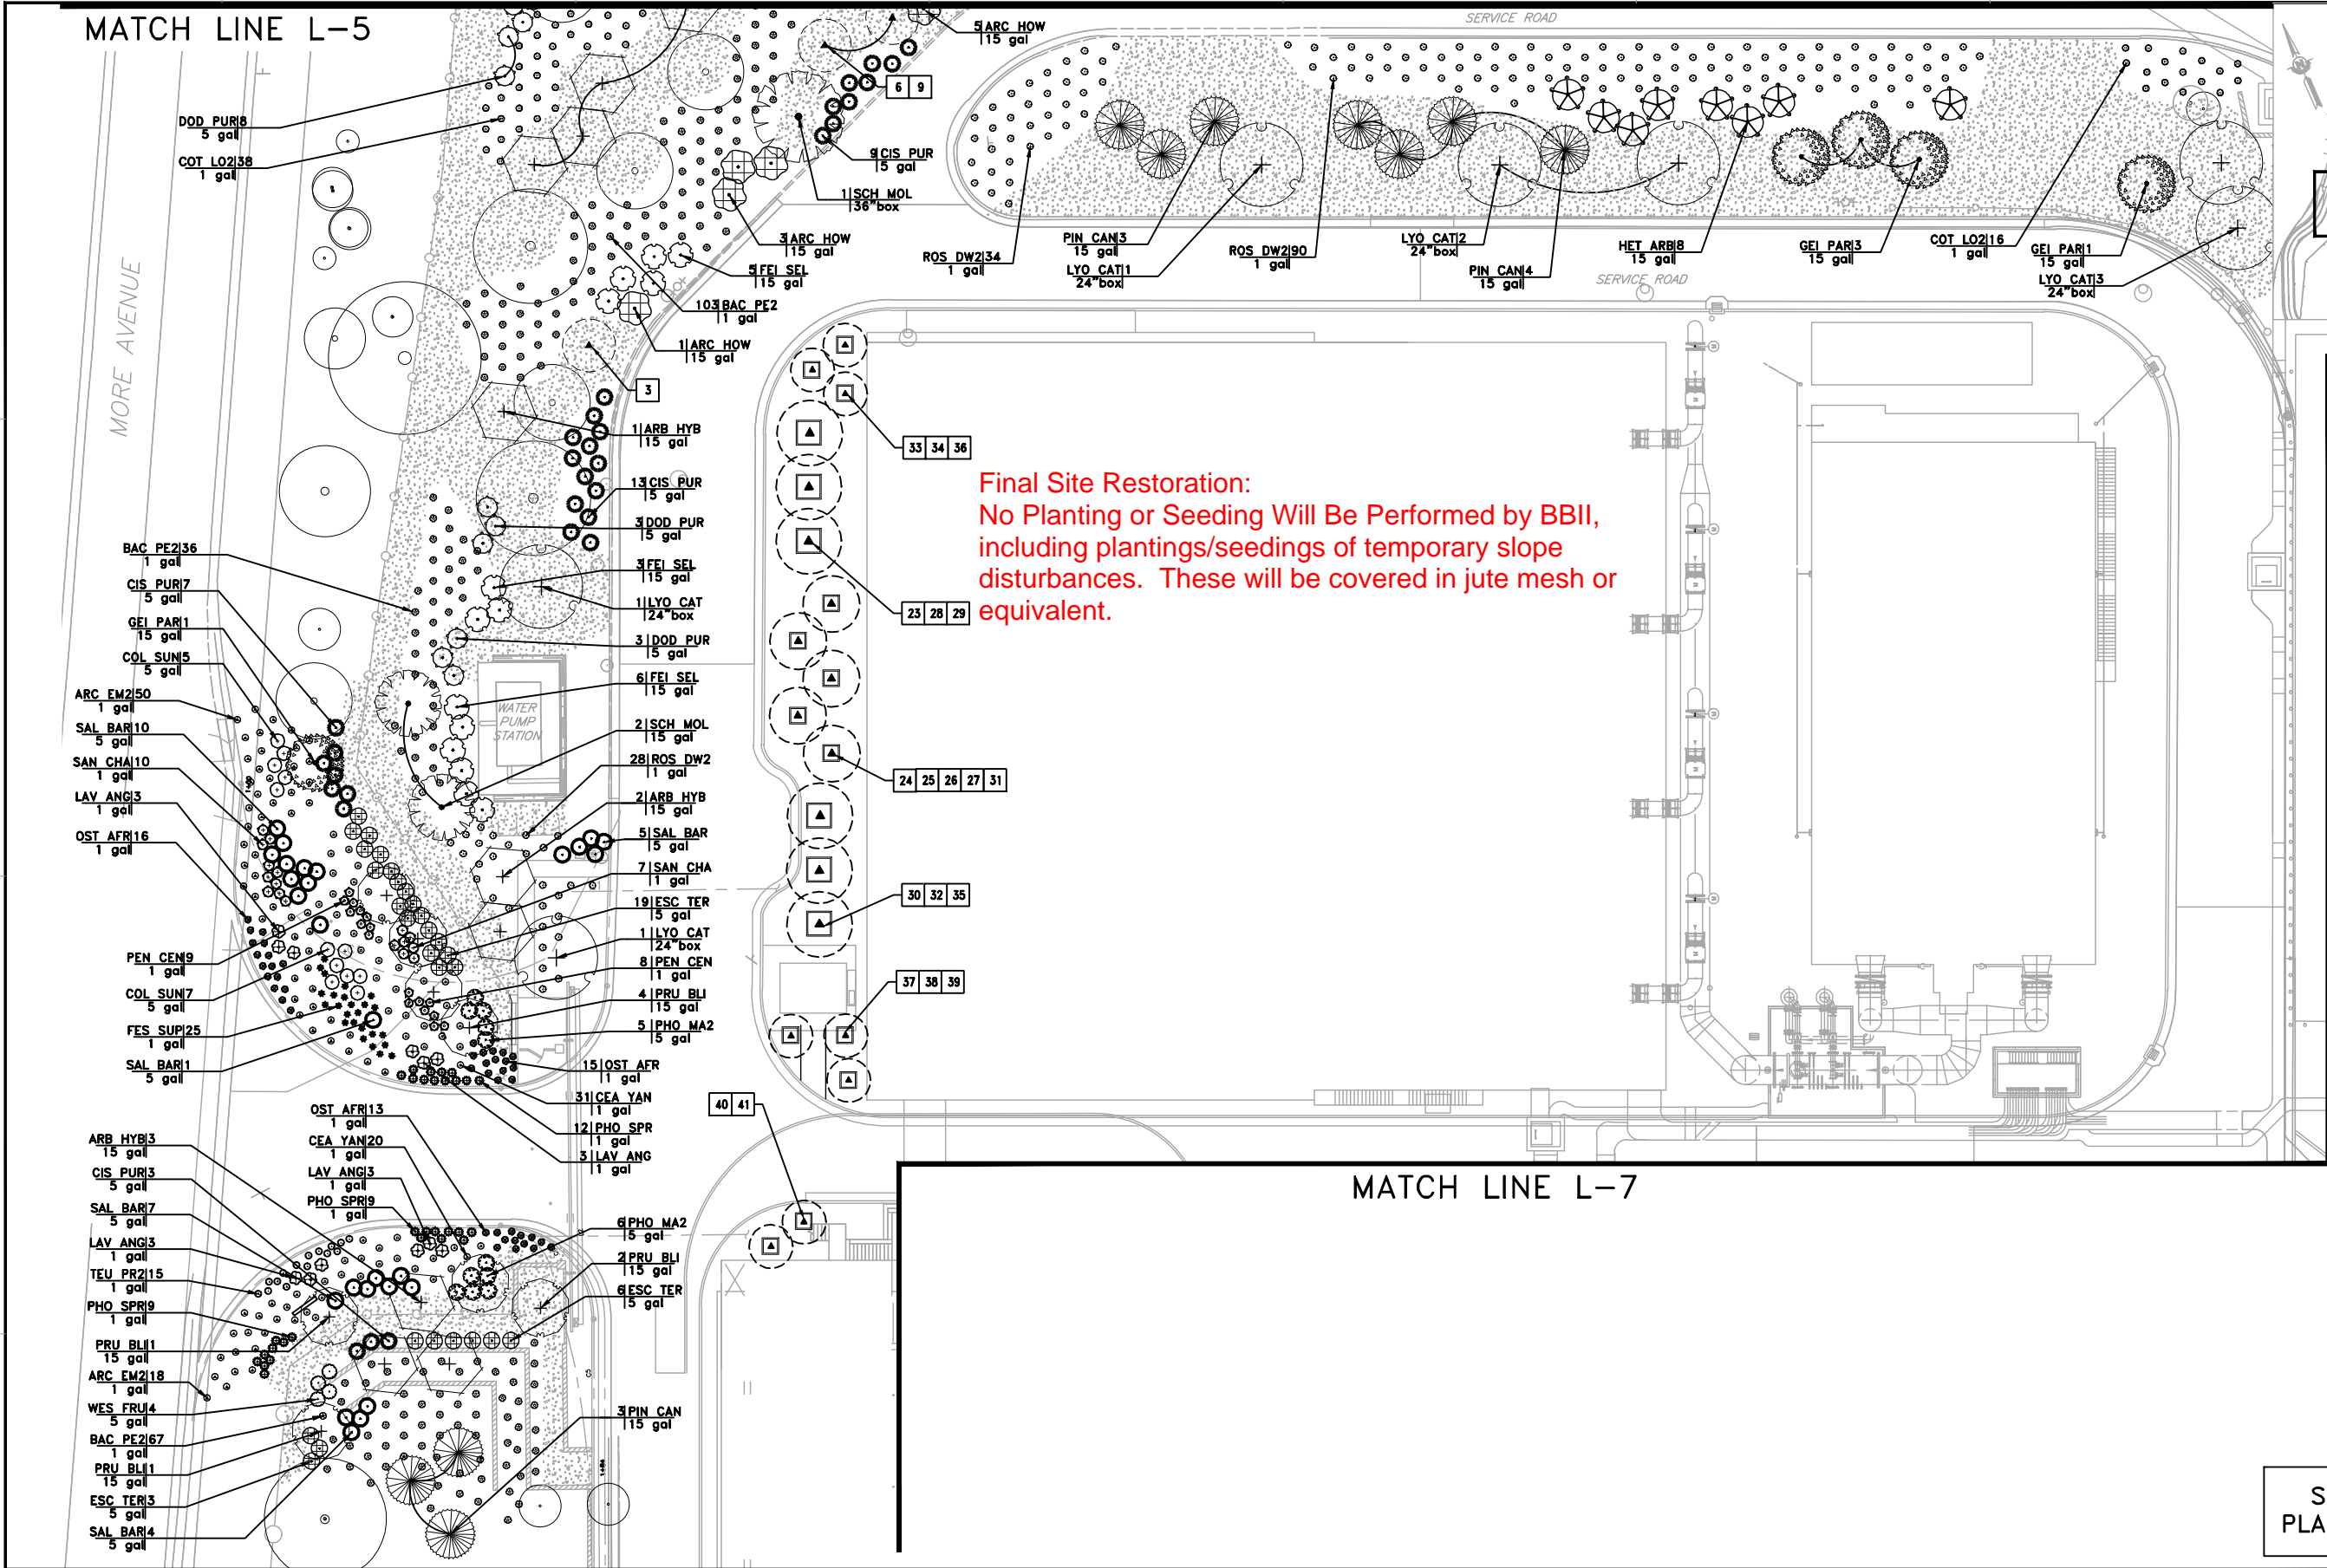 MATCH LINE L-5
SERVICE ROAD
MORE AVENUE
5 ARC HOW
15 gal
6 9
DOD PUR 8
5 gal
COT LO2 38
1 gal
9 CIS PUR
5 gal
1 SCH MOL
36"box
3 ARC HOW
15 gal
5 FEI SEL
15 gal
103 BAC PE2
1 gal
1 ARC HOW
15 gal
3
ROS DW2 34
1 gal
PIN CAN 3
15 gal
LYO CAT 1
24"box
ROS DW2 90
1 gal
LYO CAT 2
24"box
PIN CAN 4
15 gal
HET ARB 8
15 gal
GEI PAR 3
15 gal
COT LO2 16
1 gal
GEI PAR 1
15 gal
LYO CAT 3
24"box
SERVICE ROAD
1 ARB HYB
15 gal
33 34 36
13 CIS PUR
5 gal
3 DOD PUR
5 gal
Final Site Restoration:
No Planting or Seeding Will Be Performed by BBII,
including plantings/seedings of temporary slope
disturbances. These will be covered in jute mesh or
equivalent.
BAC PE2 36
1 gal
CIS PUR 7
5 gal
GEI PAR 1
15 gal
COL SUN 5
5 gal
ARC EM2 50
1 gal
SAL BAR 10
5 gal
SAN CHA 10
1 gal
LAV ANG 3
1 gal
OST AFR 16
1 gal
3 FEI SEL
15 gal
1 LYO CAT
24"box
23 28 29
3 DOD PUR
5 gal
6 FEI SEL
15 gal
WATER
PUMP
STATION
2 SCH MOL
15 gal
28 ROS DW2
1 gal
24 25 26 27 31
2 ARB HYB
15 gal
5 SAL BAR
5 gal
7 SAN CHA
1 gal
19 ESC TER
5 gal
30 32 35
1 LYO CAT
24"box
8 PEN CEN
1 gal
4 PRU BLI
15 gal
5 PHO MA2
5 gal
37 38 39
PEN CEN 9
1 gal
COL SUN 7
5 gal
FES SUP 25
1 gal
SAL BAR 1
5 gal
15 OST AFR
1 gal
31 CEA YAN
1 gal
12 PHO SPR
1 gal
3 LAV ANG
1 gal
40 41
OST AFR 13
1 gal
CEA YAN 20
1 gal
LAV ANG 3
1 gal
PHO SPR 9
1 gal
ARB HYB 3
15 gal
CIS PUR 3
5 gal
SAL BAR 7
5 gal
LAV ANG 3
1 gal
TEU PR2 15
1 gal
PHO SPR 9
1 gal
PRU BLI 1
15 gal
ARC EM2 18
1 gal
WES FRU 4
5 gal
BAC PE2 67
1 gal
PRU BLI 1
15 gal
ESC TER 3
5 gal
SAL BAR 4
5 gal
6 PHO MA2
5 gal
2 PRU BLI
15 gal
6 ESC TER
5 gal
3 PIN CAN
15 gal
MATCH LINE L-7
S
PLA